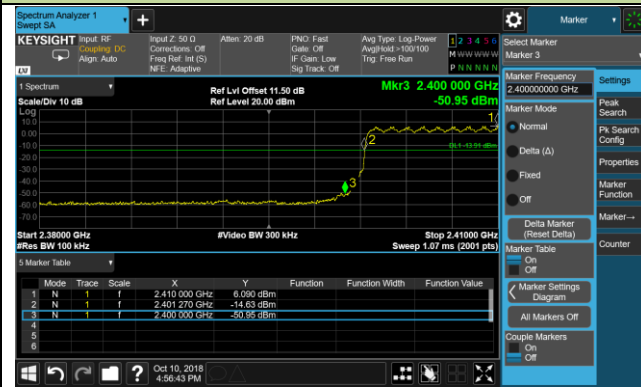 Spectrum Analyzer 1
Swept SA
Marker
KEYSIGHT
Input: RF
Coupling: DC
Align: Auto
Input Z: 50 Ω
Corrections: Off
Freq Ref: Int (S)
NFE: Adaptive
Atten: 20 dB
PNO: Fast
Gate: Off
IF Gain: Low
Sig Track: Off
Avg Type: Log-Power
Avg|Hold:>100/100
Trig: Free Run
1 2 3 4 5 6
M W W W W W
P N N N N N
LXI
Select Marker
Marker 3
1 Spectrum
Scale/Div 10 dB
Log
Ref Lvl Offset 11.50 dB
Ref Level 20.00 dBm
Mkr3 2.400 000 GHz
-50.95 dBm
10.0
0.00
-10.0
-20.0
-30.0
-40.0
-50.0
-60.0
-70.0
1
2
3
DL1 -13.91 dBm
Start 2.38000 GHz
#Res BW 100 kHz
#Video BW 300 kHz
Stop 2.41000 GHz
Sweep 1.07 ms (2001 pts)
5 Marker Table
Mode Trace Scale X Y Function Function Width Function Value
1 N 1 f 2.410 000 GHz 6.090 dBm
2 N 1 f 2.401 270 GHz -14.63 dBm
3 N 1 f 2.400 000 GHz -50.95 dBm
4
5
6
Marker Frequency
2.400000000 GHz
Marker Mode
Normal
Delta (Δ)
Fixed
Off
Delta Marker
(Reset Delta)
Marker Table
On
Off
Marker Settings
Diagram
All Markers Off
Couple Markers
On
Off
Settings
Peak
Search
Pk Search
Config
Properties
Marker
Function
Marker→
Counter
Oct 10, 2018
4:56:43 PM